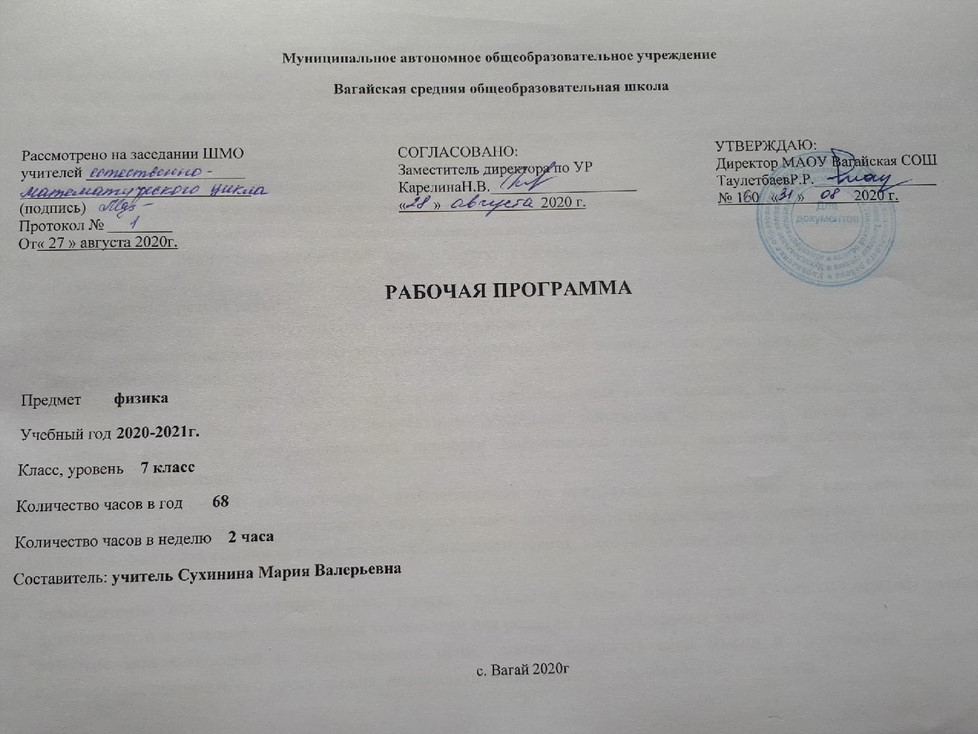 Муниципальное автономное общеобразовательное учреждение
Вагайская средняя общеобразовательная школа
Рассмотрено на заседании ШМО
учителей естественно-
математического цикла
(подпись)
Протокол № 1
От« 27 » августа 2020г.
СОГЛАСОВАНО:
Заместитель директора по УР
КарелинаН.В.
«28 » августа 2020 г.
УТВЕРЖДАЮ:
Директор МАОУ Вагайская СОШ
ТаулетбаевР.Р.
№ 160 «31» 08 2020 г.
Для
документов
РАБОЧАЯ ПРОГРАММА
Предмет физика
Учебный год 2020-2021г.
Класс, уровень 7 класс
Количество часов в год 68
Количество часов в неделю 2 часа
Составитель: учитель Сухинина Мария Валерьевна
с. Вагай 2020г